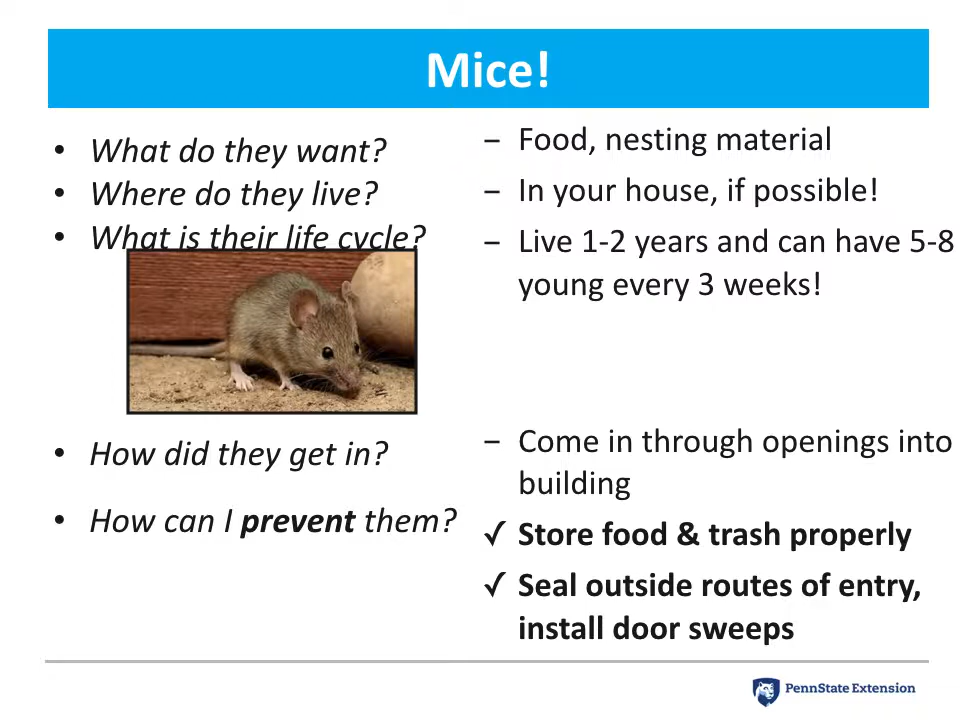 Mice!
• What do they want?
• Where do they live?
• What is their life cycle?
• How did they get in?
• How can I prevent them?
– Food, nesting material
– In your house, if possible!
– Live 1-2 years and can have 5-8
young every 3 weeks!
– Come in through openings into
building
✓ Store food & trash properly
✓ Seal outside routes of entry,
install door sweeps
PennState Extension